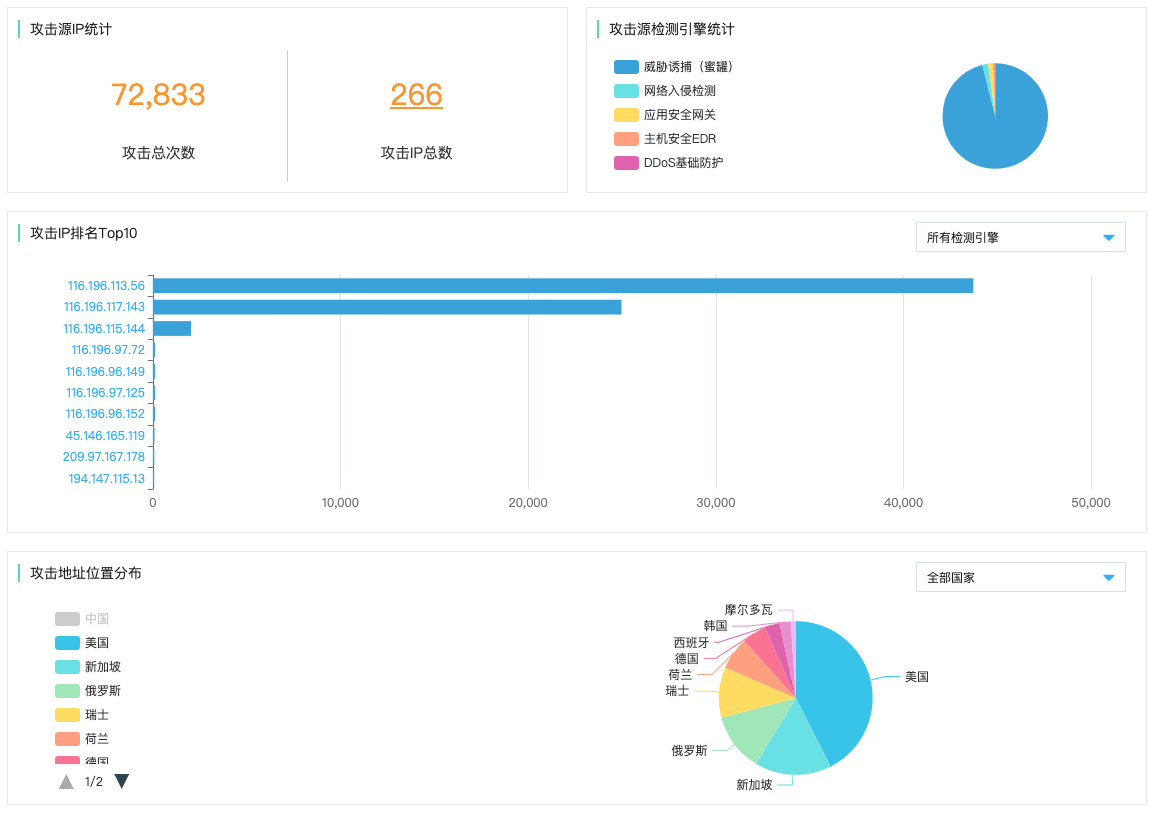 攻击源IP统计
72,833
攻击总次数
266
攻击IP总数
攻击源检测引擎统计
威胁诱捕（蜜罐）
网络入侵检测
应用安全网关
主机安全EDR
DDoS基础防护
攻击IP排名Top10
所有检测引擎
116.196.113.56
116.196.117.143
116.196.115.144
116.196.97.72
116.196.96.149
116.196.97.125
116.196.96.152
45.146.165.119
209.97.167.178
194.147.115.13
0
10,000
20,000
30,000
40,000
50,000
攻击地址位置分布
全部国家
中国
美国
新加坡
俄罗斯
瑞士
荷兰
德国
1/2
摩尔多瓦
韩国
西班牙
德国
荷兰
瑞士
俄罗斯
新加坡
美国